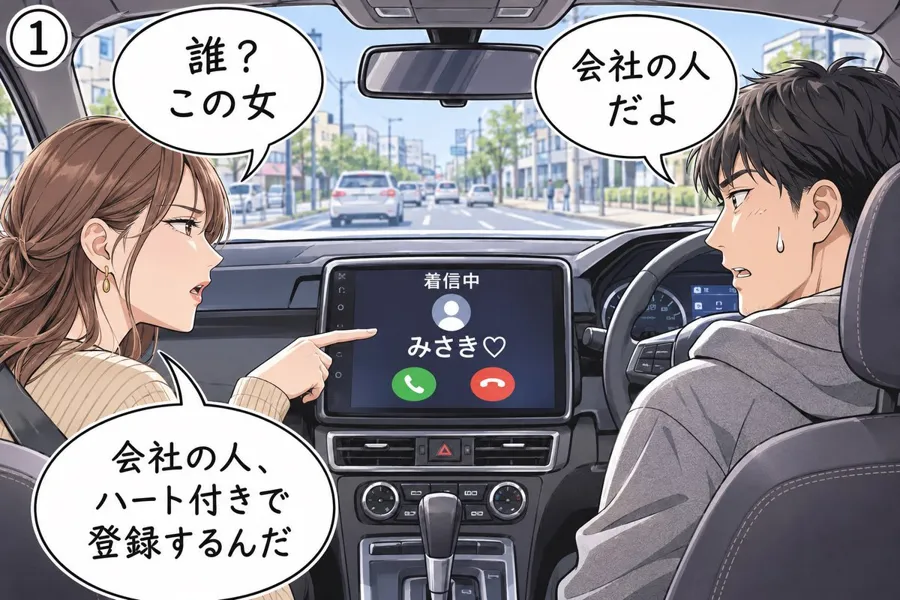 ①
誰？
この女
会社の人
だよ
着信中
みさき♡
会社の人、
ハート付きで
登録するんだ